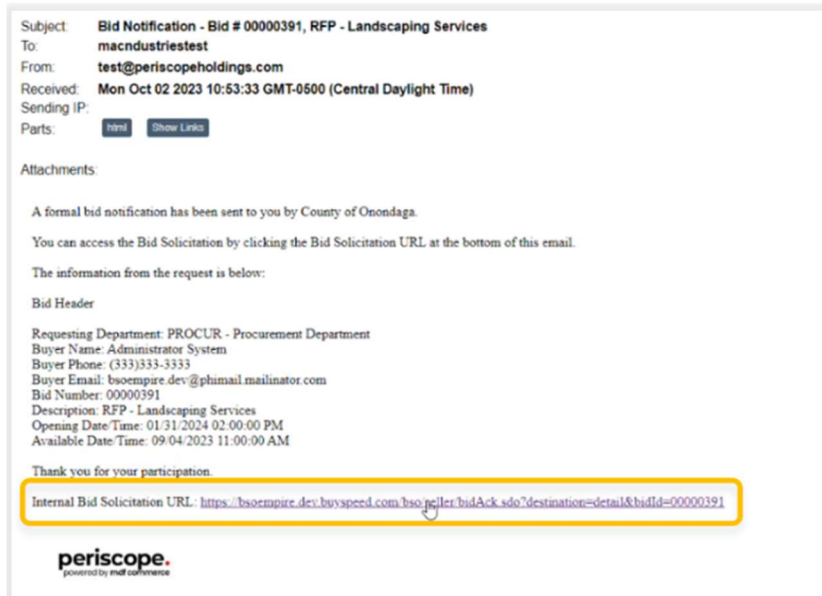 Subject: Bid Notification - Bid # 00000391, RFP - Landscaping Services
To: macndustriestest
From: test@periscopeholdings.com
Received: Mon Oct 02 2023 10:53:33 GMT-0500 (Central Daylight Time)
Sending IP:
Parts: html Show Links
Attachments:
A formal bid notification has been sent to you by County of Onondaga.
You can access the Bid Solicitation by clicking the Bid Solicitation URL at the bottom of this email.
The information from the request is below:
Bid Header
Requesting Department: PROCUR - Procurement Department
Buyer Name: Administrator System
Buyer Phone: (333)333-3333
Buyer Email: bsoempire.dev@phimail.mailinator.com
Bid Number: 00000391
Description: RFP - Landscaping Services
Opening Date/Time: 01/31/2024 02:00:00 PM
Available Date/Time: 09/04/2023 11:00:00 AM
Thank you for your participation.
Internal Bid Solicitation URL: https://bsoempire.dev.buyspeed.com/bso/seller/bidAck.sdo?destination=detail&bidId=00000391
periscope.
powered by mdf commerce